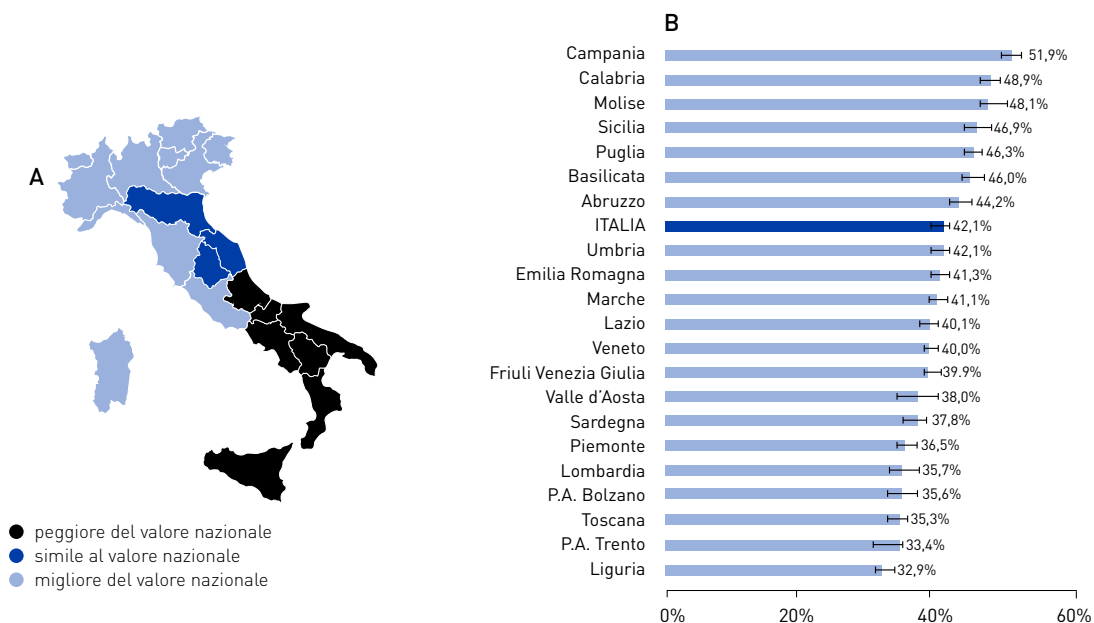 A
peggiore del valore nazionale
simile al valore nazionale
migliore del valore nazionale
B
Campania 51,9%
Calabria 48,9%
Molise 48,1%
Sicilia 46,9%
Puglia 46,3%
Basilicata 46,0%
Abruzzo 44,2%
ITALIA 42,1%
Umbria 42,1%
Emilia Romagna 41,3%
Marche 41,1%
Lazio 40,1%
Veneto 40,0%
Friuli Venezia Giulia 39.9%
Valle d’Aosta 38,0%
Sardegna 37,8%
Piemonte 36,5%
Lombardia 35,7%
P.A. Bolzano 35,6%
Toscana 35,3%
P.A. Trento 33,4%
Liguria 32,9%
0% 20% 40% 60%